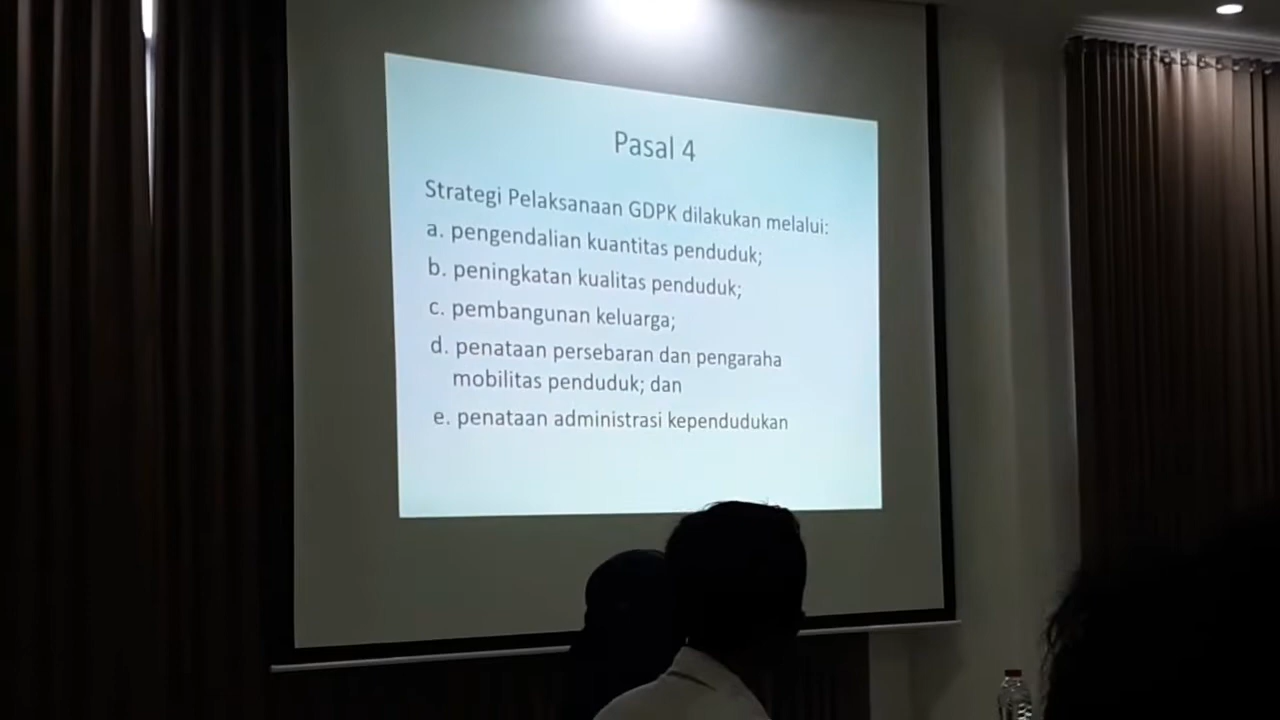 Pasal 4
Strategi Pelaksanaan GDPK dilakukan melalui:
a. pengendalian kuantitas penduduk;
b. peningkatan kualitas penduduk;
c. pembangunan keluarga;
d. penataan persebaran dan pengaraha
mobilitas penduduk; dan
e. penataan administrasi kependudukan